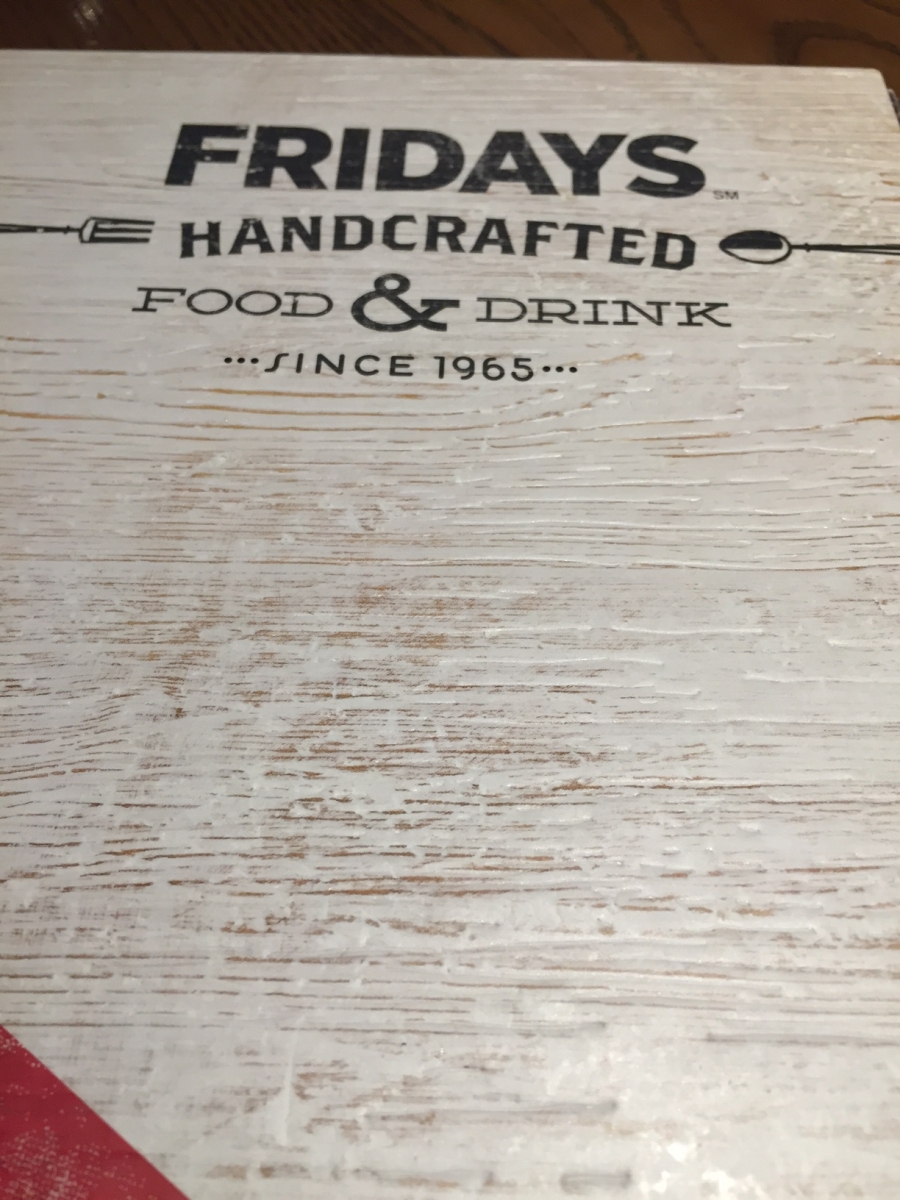 FRIDAYS SM
HANDCRAFTED
FOOD & DRINK
···SINCE 1965···